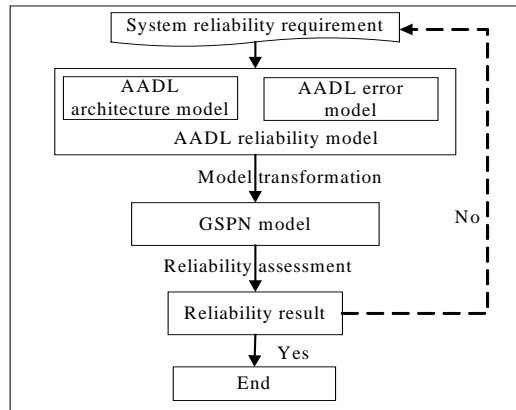 System reliability requirement
AADL
architecture model
AADL error
model
AADL reliability model
Model transformation
GSPN model
No
Reliability assessment
Reliability result
Yes
End